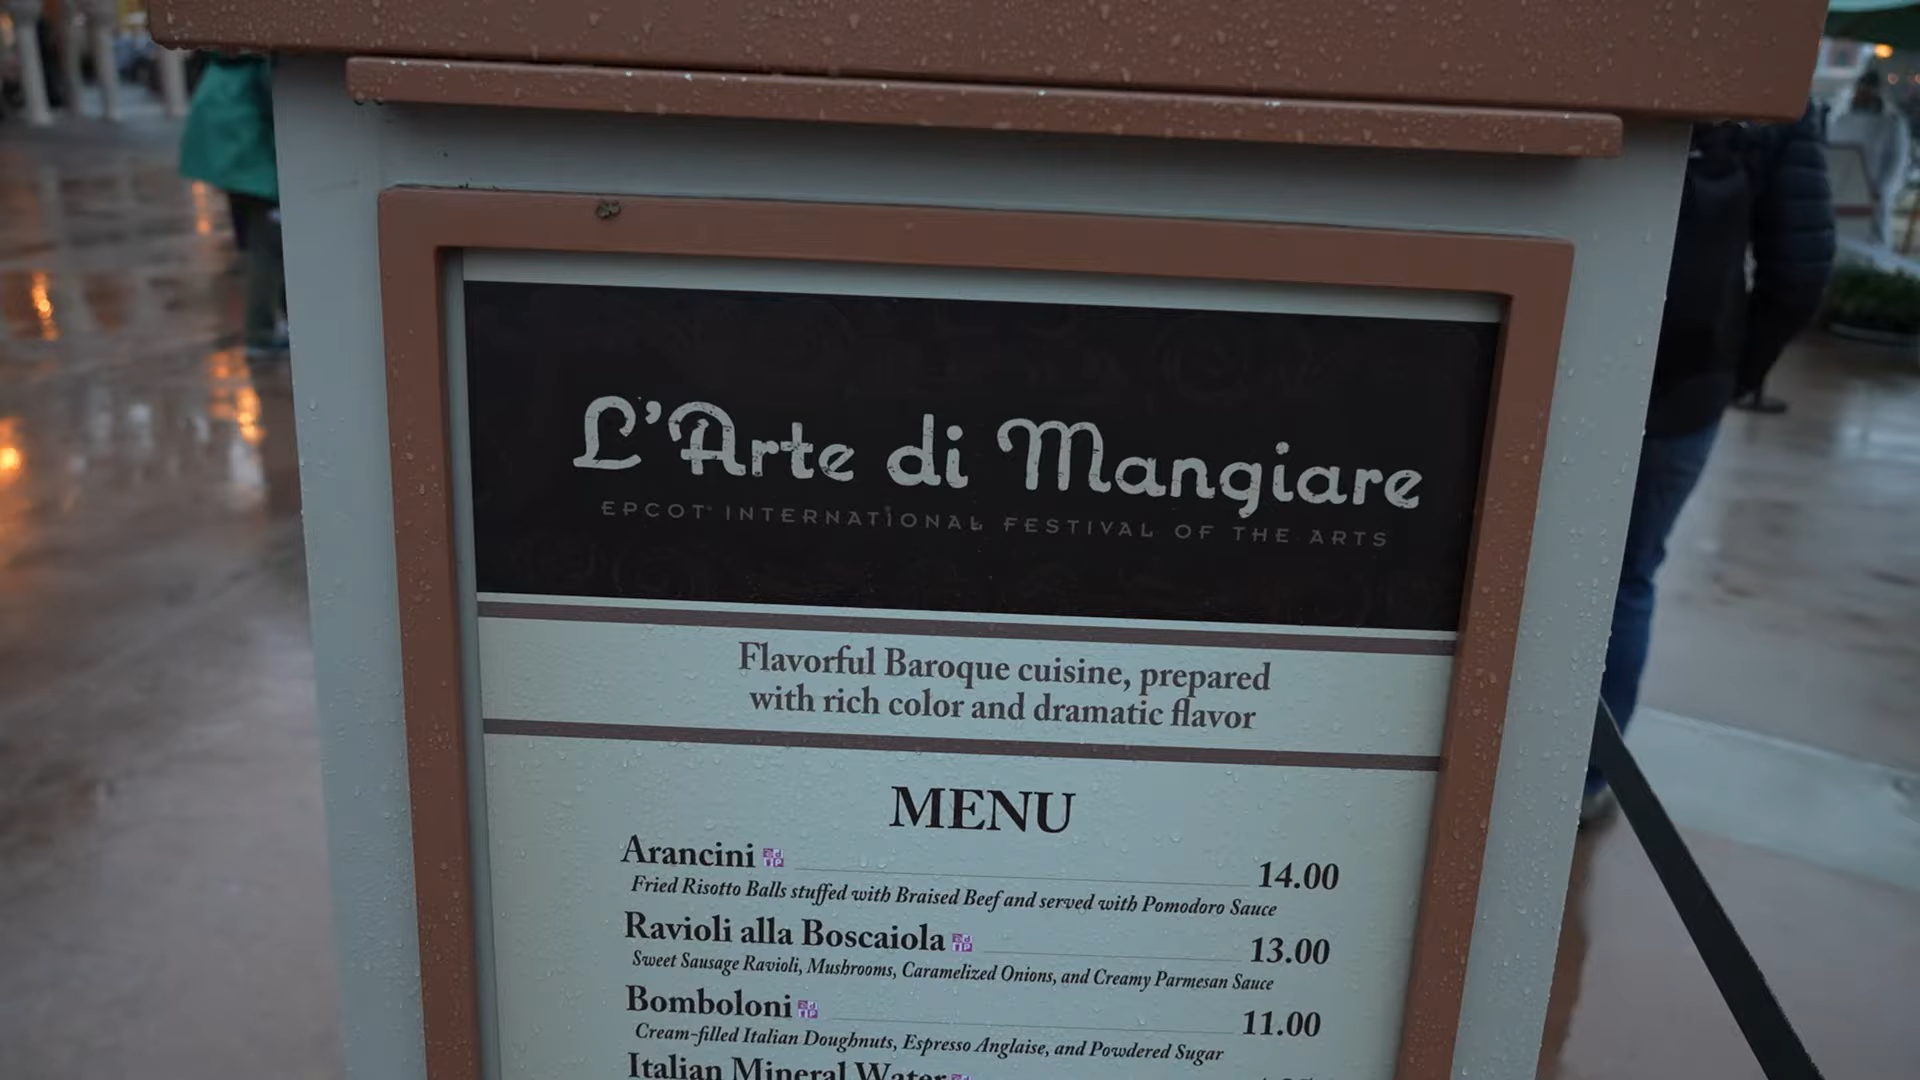 L'Arte di Mangiare
EPCOT® INTERNATIONAL FESTIVAL OF THE ARTS
Flavorful Baroque cuisine, prepared
with rich color and dramatic flavor
MENU
Arancini 14.00
Fried Risotto Balls stuffed with Braised Beef and served with Pomodoro Sauce
Ravioli alla Boscaiola 13.00
Sweet Sausage Ravioli, Mushrooms, Caramelized Onions, and Creamy Parmesan Sauce
Bomboloni 11.00
Cream-filled Italian Doughnuts, Espresso Anglaise, and Powdered Sugar
Italian Mineral Water